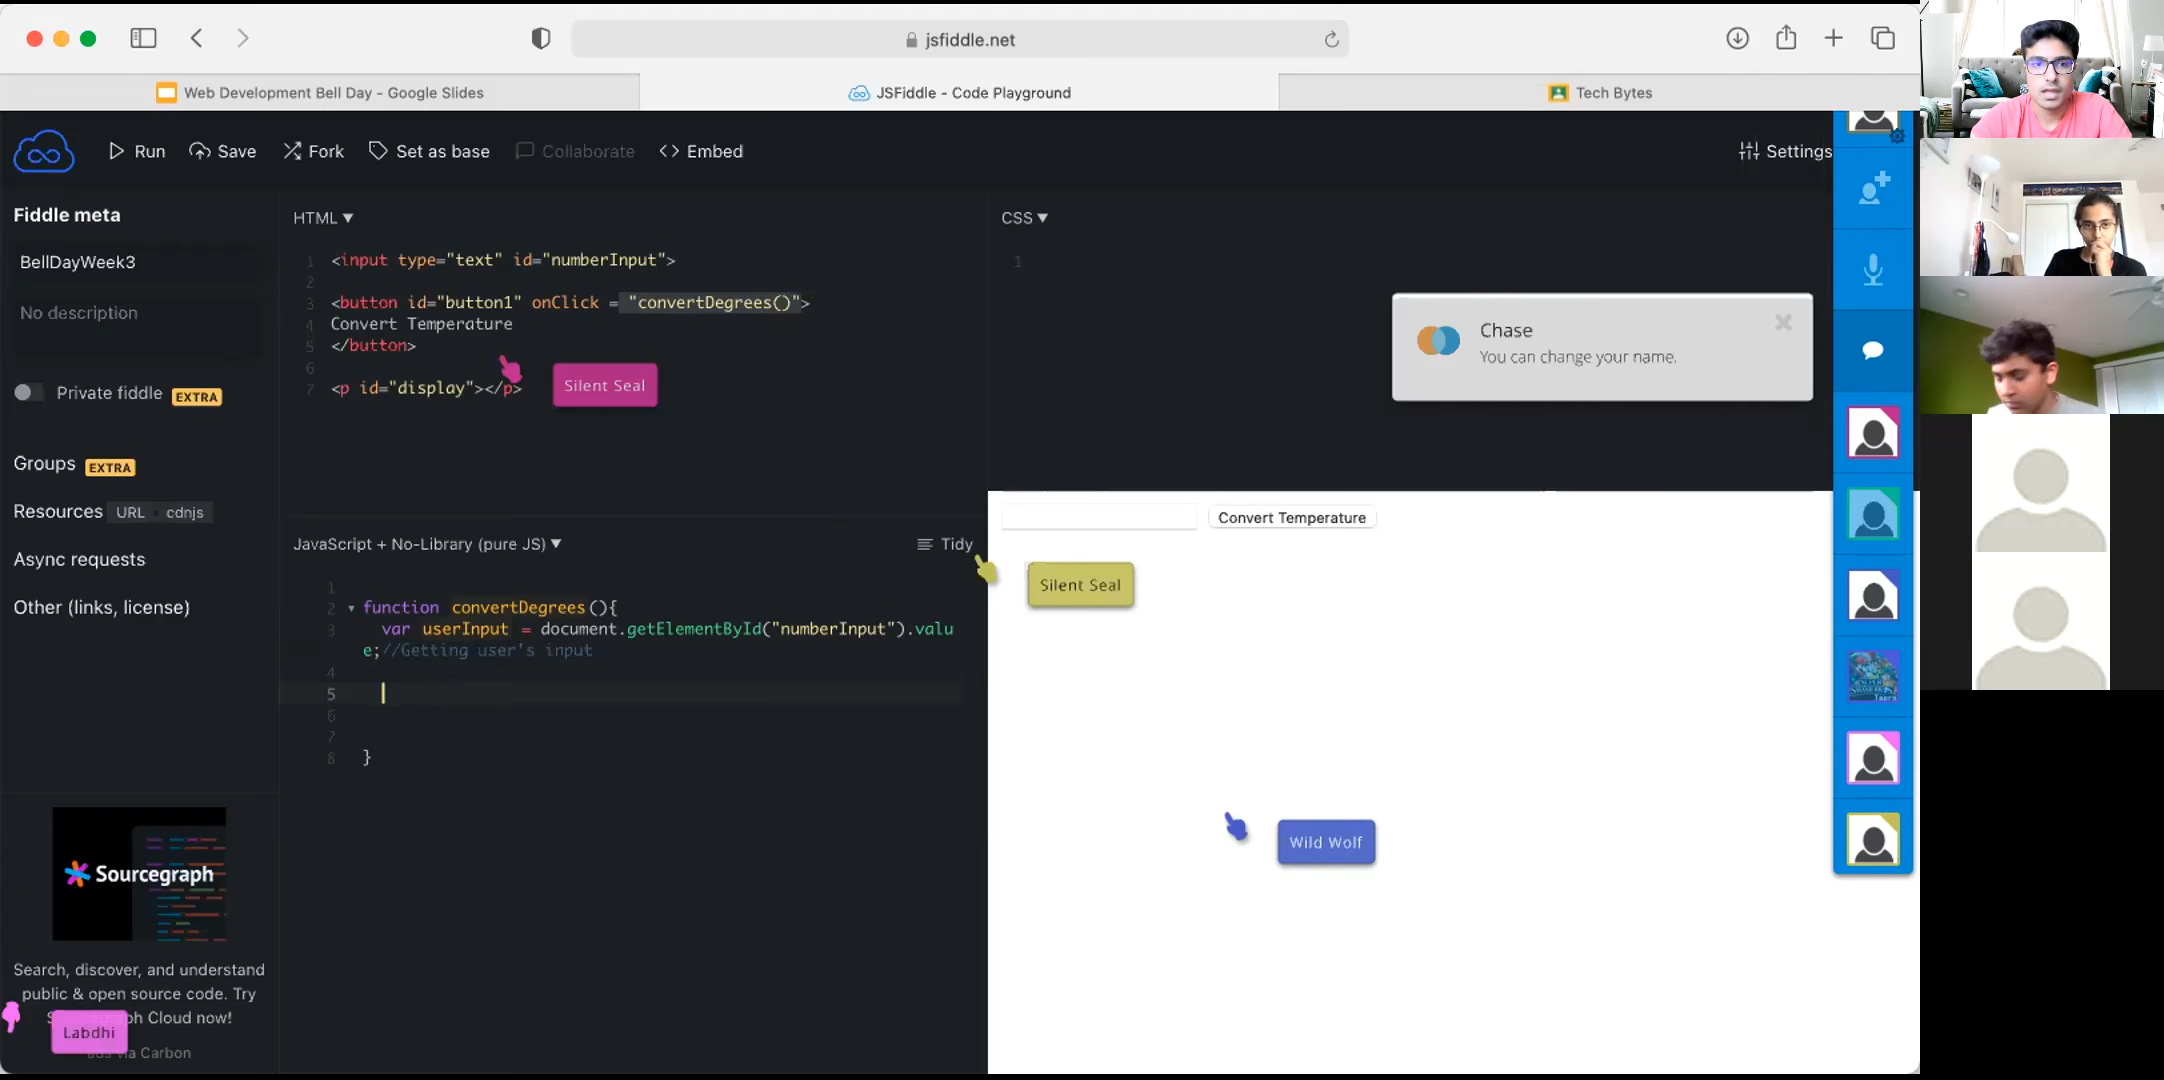 jsfiddle.net
Web Development Bell Day - Google Slides
JSFiddle - Code Playground
Tech Bytes
Run
Save
Fork
Set as base
Collaborate
Embed
Settings
Fiddle meta
BellDayWeek3
No description
Private fiddle EXTRA
Groups EXTRA
Resources URL cdnjs
Async requests
Other (links, license)
Sourcegraph
Search, discover, and understand
public & open source code. Try
Cloud now!
Labdhi
via Carbon
HTML
1 <input type="text" id="numberInput">
2
3 <button id="button1" onClick = "convertDegrees()">
4 Convert Temperature
5 </button>
6
7 <p id="display"></p>
Silent Seal
JavaScript + No-Library (pure JS)
Tidy
1
2 function convertDegrees(){
3 var userInput = document.getElementById("numberInput").valu
e;//Getting user's input
4
5
6
7
8 }
CSS
1
Chase
You can change your name.
Convert Temperature
Silent Seal
Wild Wolf